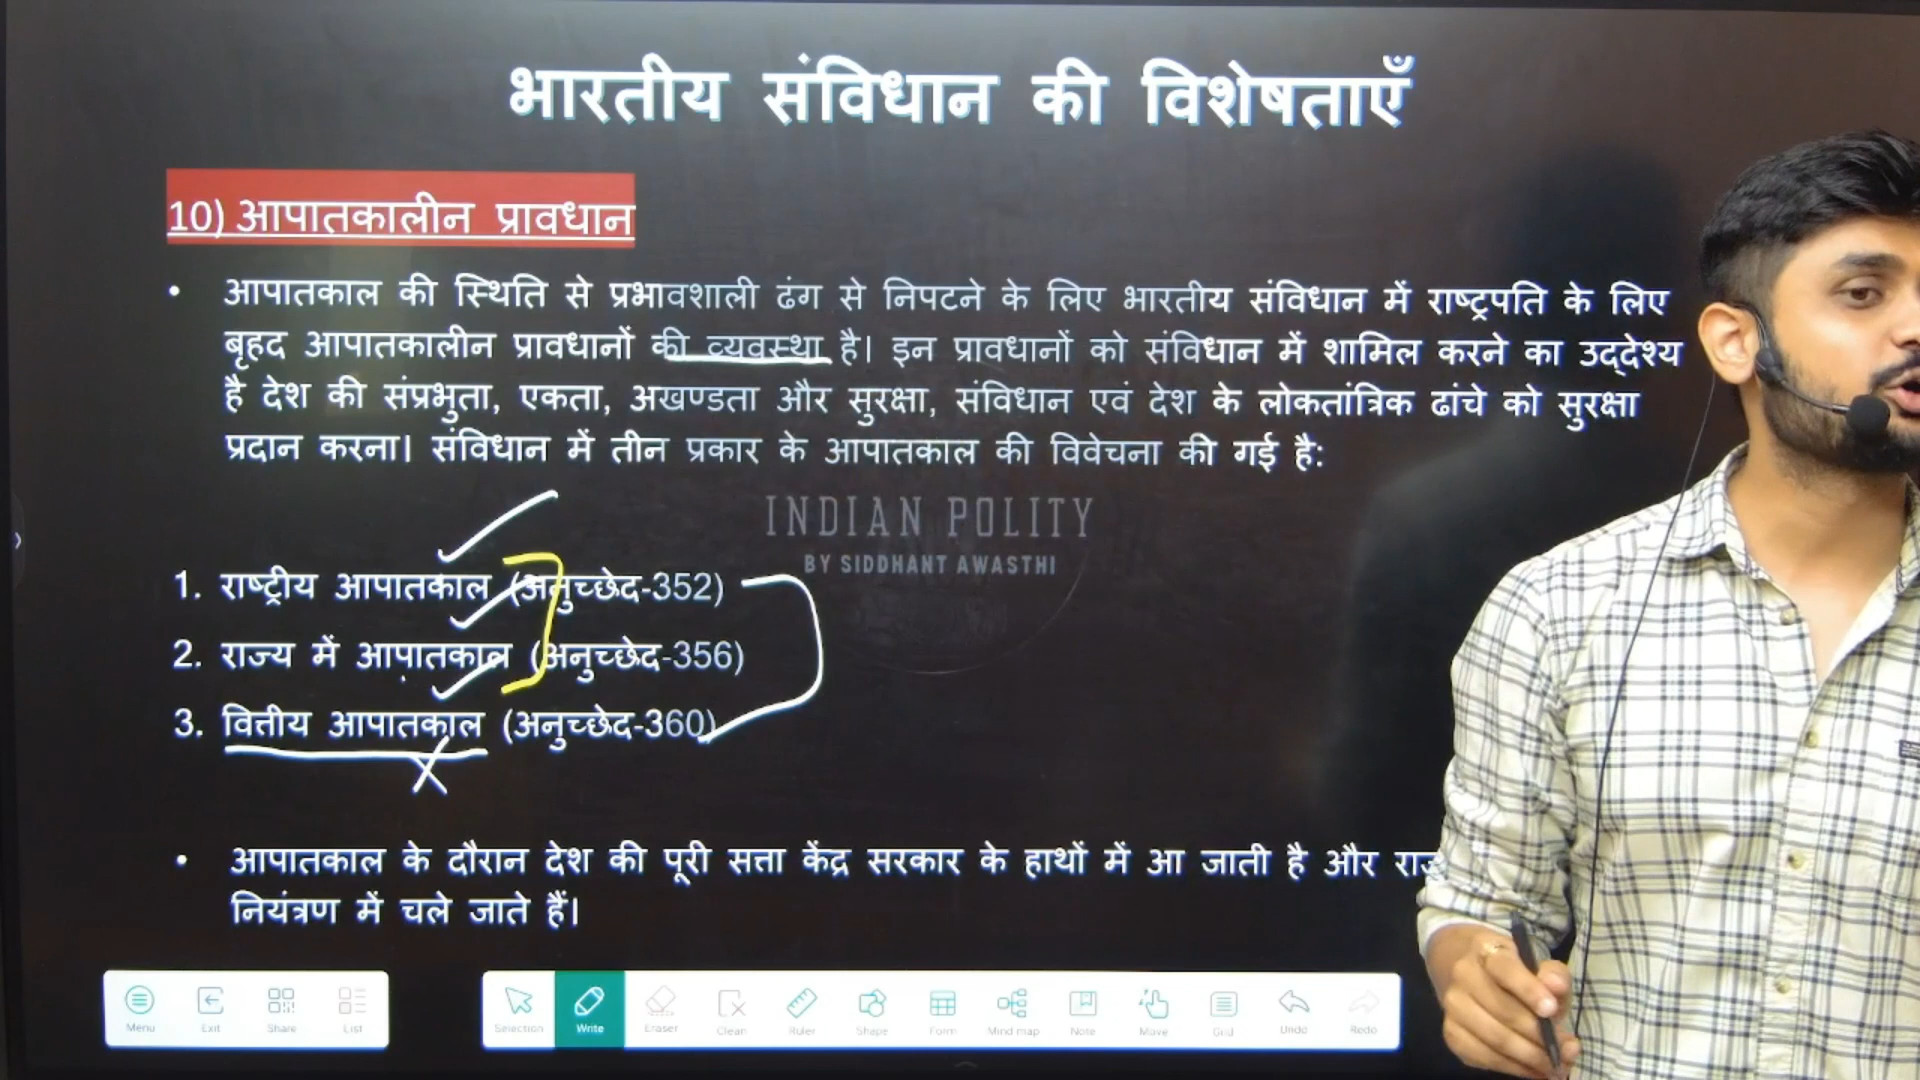 भारतीय संविधान की विशेषताएँ
10) आपातकालीन प्रावधान
• आपातकाल की स्थिति से प्रभावशाली ढंग से निपटने के लिए भारतीय संविधान में राष्ट्रपति के लिए
बृहद आपातकालीन प्रावधानों की व्यवस्था है। इन प्रावधानों को संविधान में शामिल करने का उद्देश्य
है देश की संप्रभुता, एकता, अखण्डता और सुरक्षा, संविधान एवं देश के लोकतांत्रिक ढांचे को सुरक्षा
प्रदान करना। संविधान में तीन प्रकार के आपातकाल की विवेचना की गई है:
INDIAN POLITY
BY SIDDHANT AWASTHI
1. राष्ट्रीय आपातकाल (अनुच्छेद-352)
2. राज्य में आपातकाल (अनुच्छेद-356)
3. वित्तीय आपातकाल (अनुच्छेद-360)
• आपातकाल के दौरान देश की पूरी सत्ता केंद्र सरकार के हाथों में आ जाती है और
नियंत्रण में चले जाते हैं।
Menu Exit Share List Selection Write Eraser Clean Ruler Shape Form Mind map Note Move Grid Undo Redo